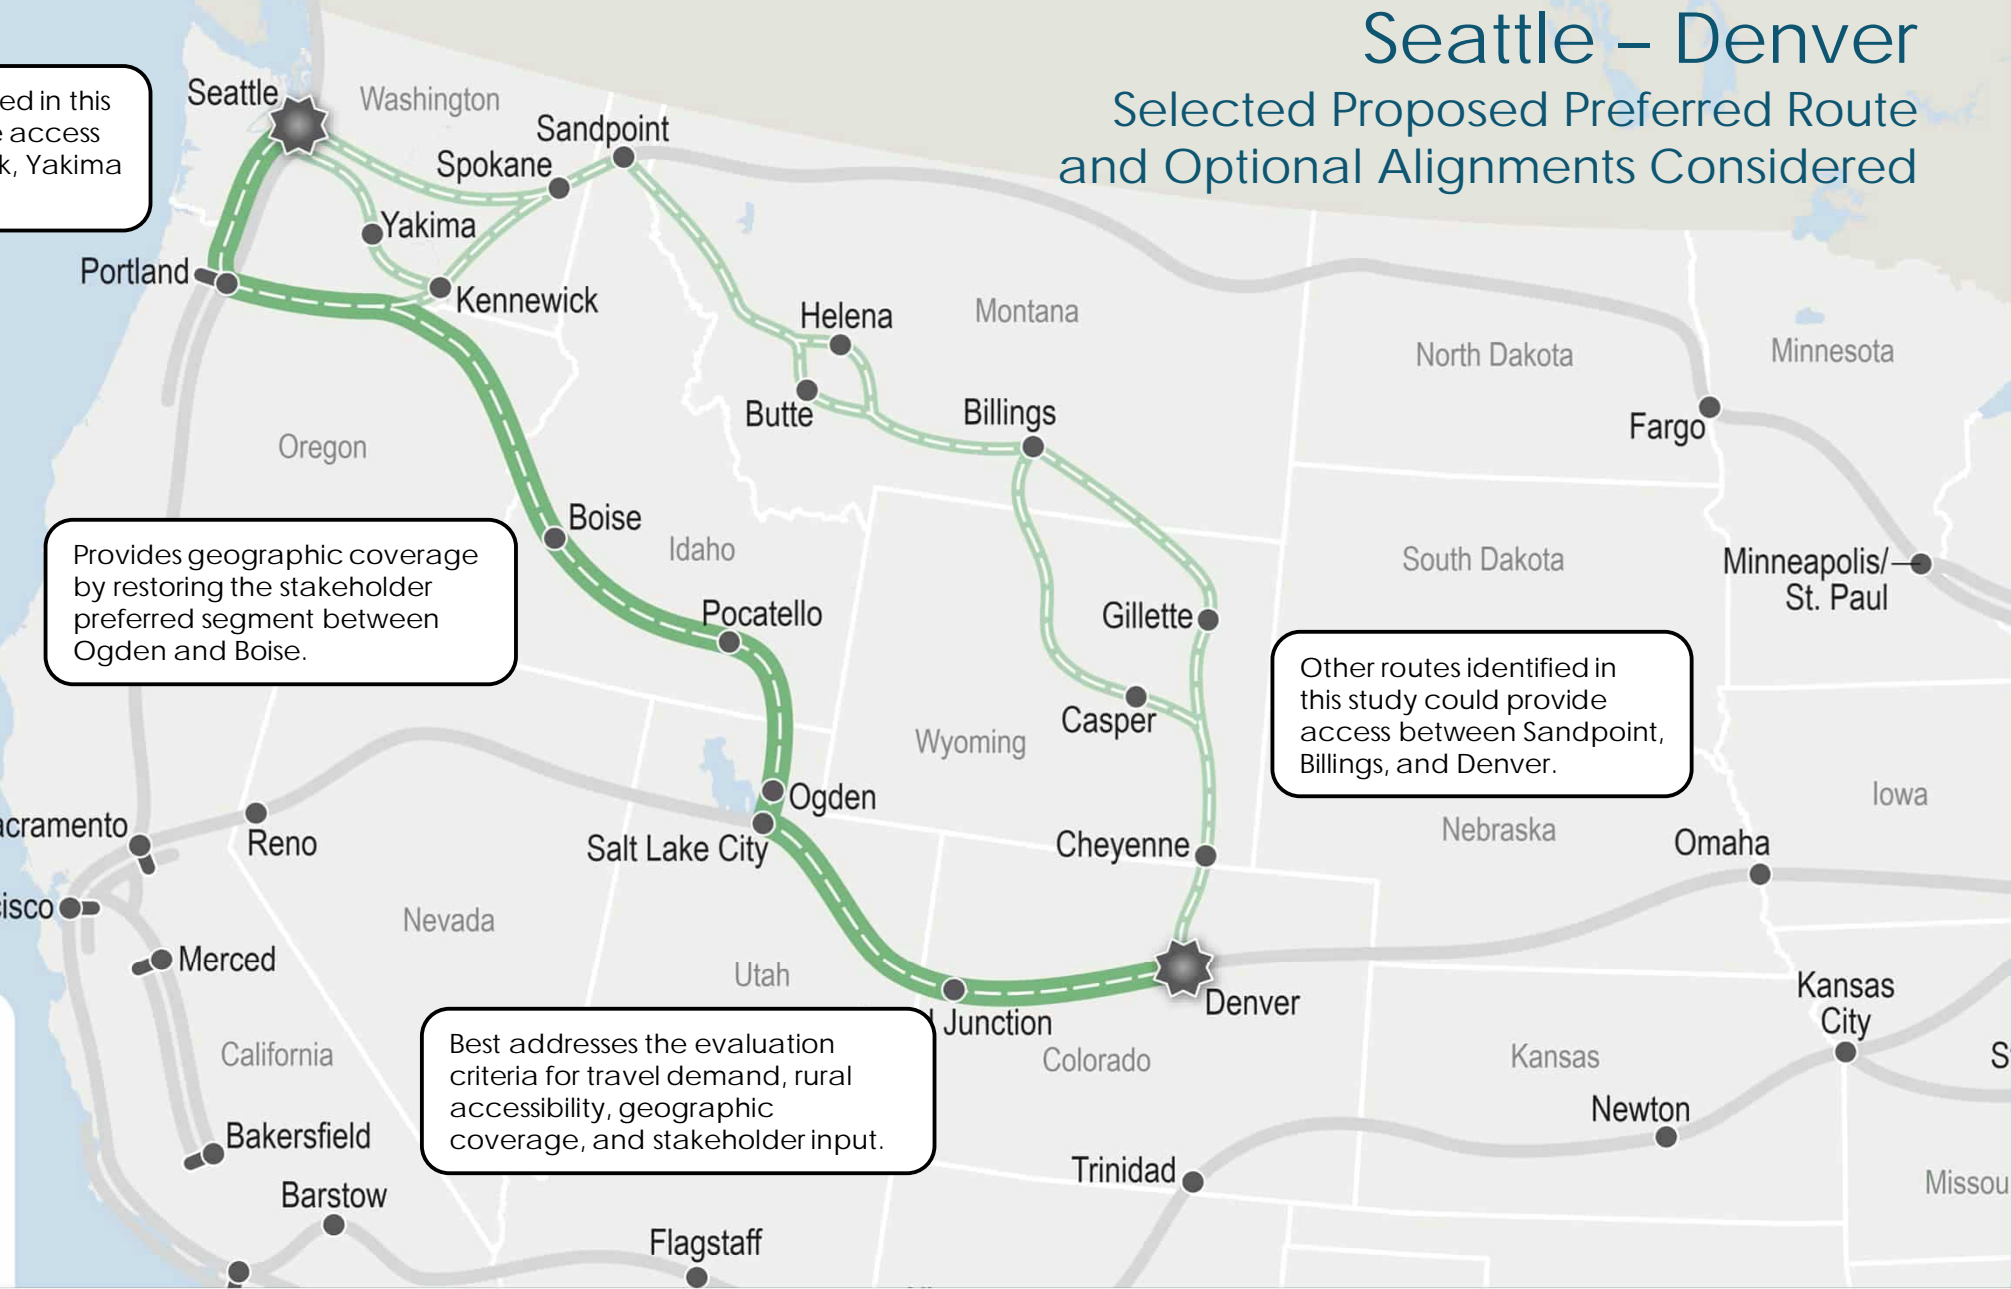 Seattle – Denver
Selected Proposed Preferred Route
and Optional Alignments Considered
in this
access
Yakima
Seattle
Washington
Sandpoint
Spokane
Yakima
Portland
Kennewick
Helena
Montana
North Dakota
Minnesota
Butte
Billings
Fargo
Oregon
Boise
Idaho
South Dakota
Minneapolis/
St. Paul
Provides geographic coverage
by restoring the stakeholder
preferred segment between
Ogden and Boise.
Pocatello
Gillette
Other routes identified in
this study could provide
access between Sandpoint,
Billings, and Denver.
Casper
Wyoming
Ogden
Iowa
acramento
Reno
Salt Lake City
Cheyenne
Nebraska
Omaha
isco
Nevada
Merced
Utah
Denver
Kansas
City
Junction
Best addresses the evaluation
criteria for travel demand, rural
accessibility, geographic
coverage, and stakeholder input.
California
Colorado
Kansas
S
Newton
Bakersfield
Trinidad
Missou
Barstow
Flagstaff